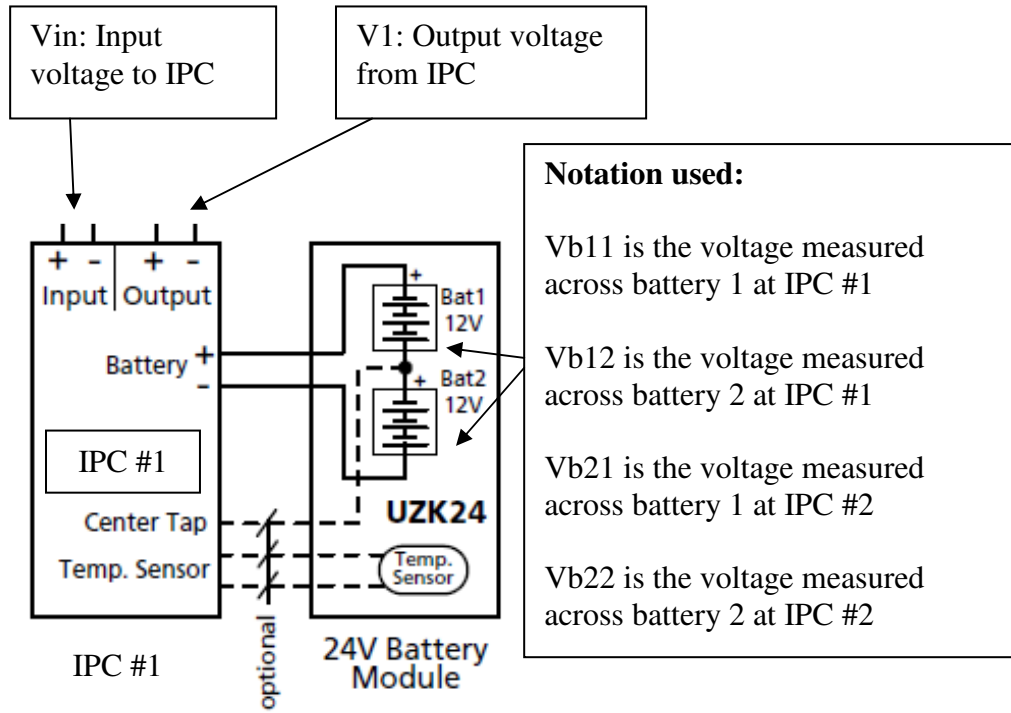 Vin: Input
voltage to IPC
V1: Output voltage
from IPC
Notation used:
Vb11 is the voltage measured
across battery 1 at IPC #1
Vb12 is the voltage measured
across battery 2 at IPC #1
Vb21 is the voltage measured
across battery 1 at IPC #2
Vb22 is the voltage measured
across battery 2 at IPC #2
+ - + -
Input Output
Battery +
-
IPC #1
Center Tap
Temp. Sensor
IPC #1
optional
+
Bat1
12V
+
Bat2
12V
UZK24
Temp.
Sensor
24V Battery
Module